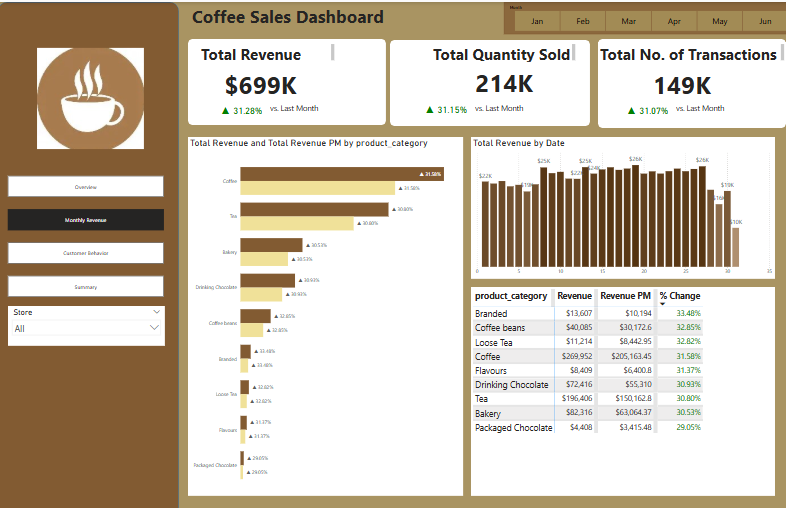 Coffee Sales Dashboard
Month
Jan Feb Mar Apr May Jun
Total Revenue
$699K
▲ 31.28% vs. Last Month
Total Quantity Sold
214K
▲ 31.15% vs. Last Month
Total No. of Transactions
149K
▲ 31.07% vs. Last Month
Overview
Monthly Revenue
Customer Behavior
Summary
Store
All
Total Revenue and Total Revenue PM by product_category
Coffee ▲ 31.58%
▲ 31.58%
Tea ▲ 30.80%
▲ 30.80%
Bakery ▲ 30.53%
▲ 30.53%
Drinking Chocolate ▲ 30.93%
▲ 30.93%
Coffee beans ▲ 32.85%
▲ 32.85%
Branded ▲ 33.48%
▲ 33.48%
Loose Tea ▲ 32.82%
▲ 32.82%
Flavours ▲ 31.37%
▲ 31.37%
Packaged Chocolate ▲ 29.05%
▲ 29.05%
Total Revenue by Date
$22K $19K $25K $25K $24K $26K $26K $19K $10K
0 5 10 15 20 25 30 35
product_category Revenue Revenue PM % Change
Branded $13,607 $10,194 33.48%
Coffee beans $40,085 $30,172.6 32.85%
Loose Tea $11,214 $8,442.95 32.82%
Coffee $269,952 $205,163.45 31.58%
Flavours $8,409 $6,400.8 31.37%
Drinking Chocolate $72,416 $55,310 30.93%
Tea $196,406 $150,162.8 30.80%
Bakery $82,316 $63,064.37 30.53%
Packaged Chocolate $4,408 $3,415.48 29.05%